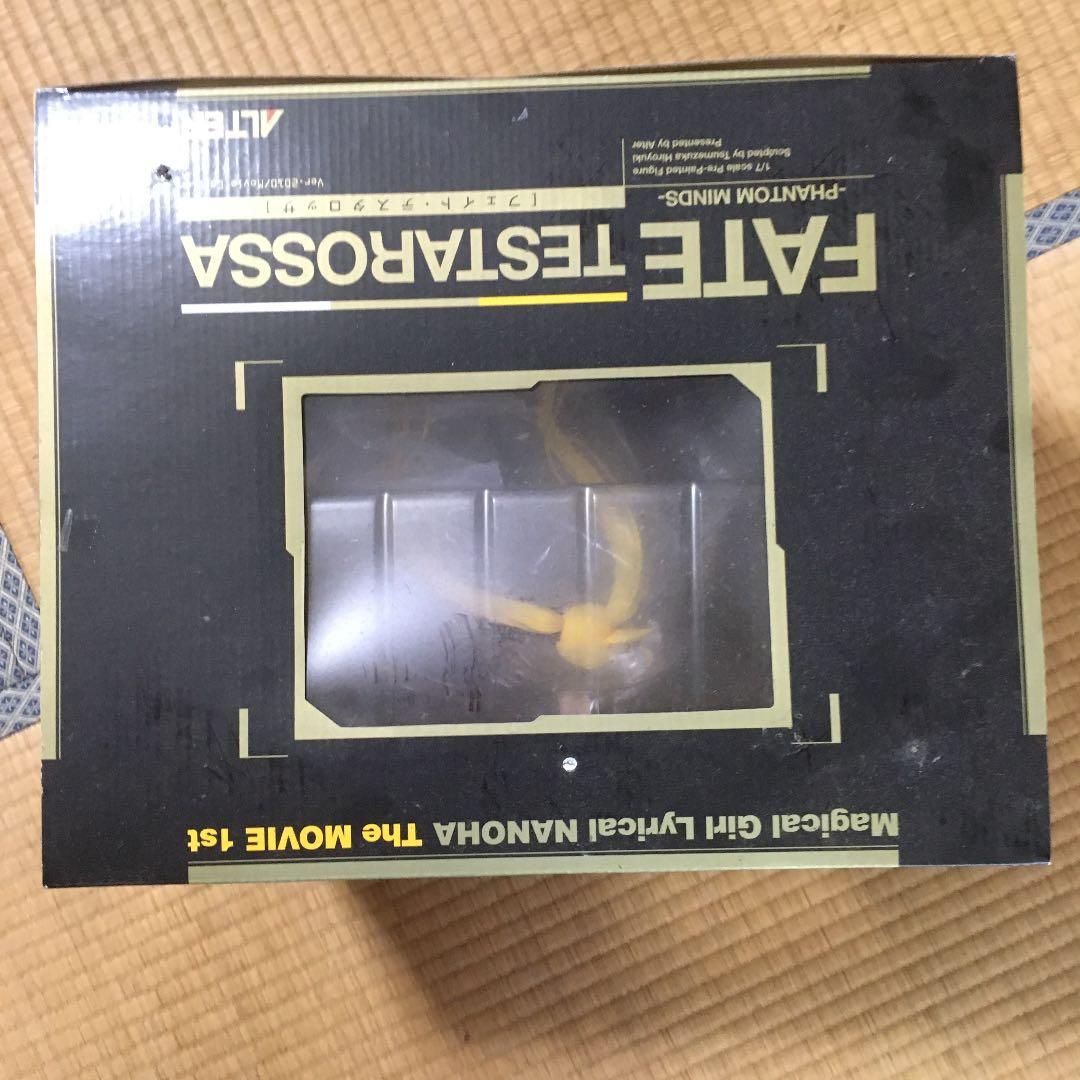 Magical Girl Lyrical NANOHA The MOVIE 1st
FATE TESTAROSSA
-PHANTOM MINDS-
[フェイト・テスタロッサ]
1/7 scale Pre-Painted Figure
Sculpted by Tsumezuka Hiroyuki
Presented by Alter
Ver.2010/Movie
ALTER